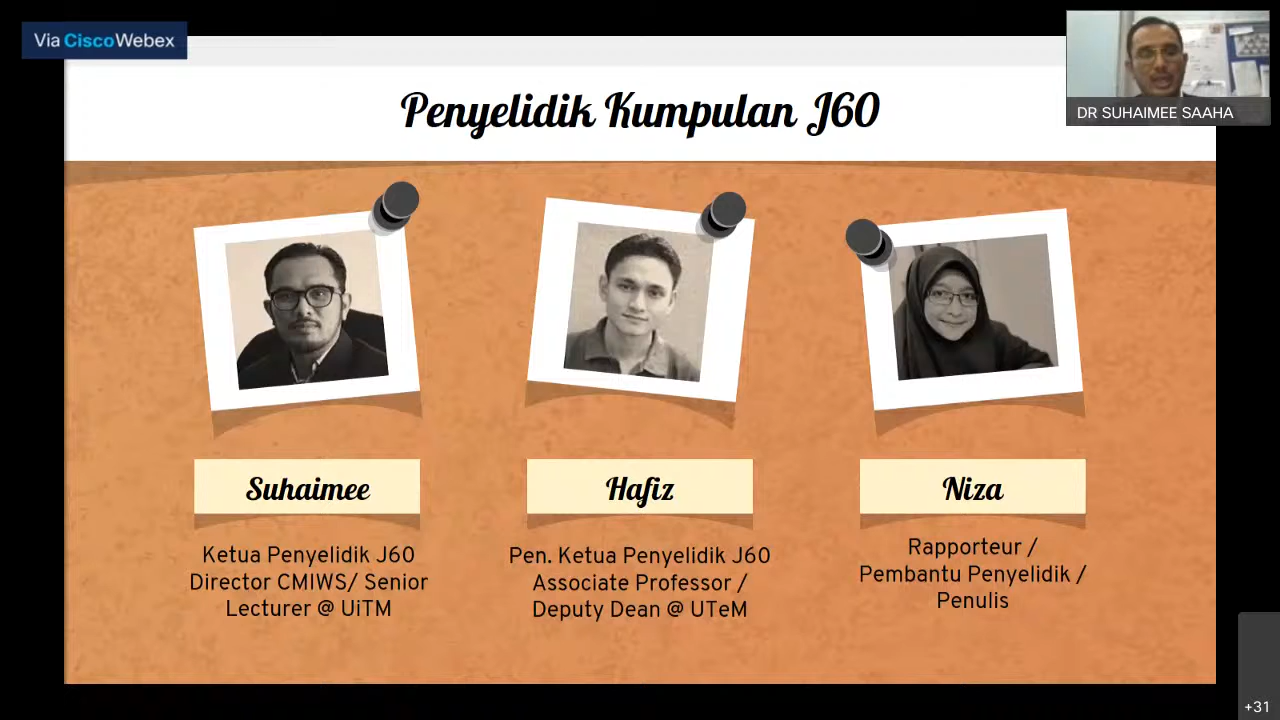 Via CiscoWebex
Penyelidik Kumpulan J60
DR SUHAIMEE SAAHA
Suhaimee
Ketua Penyelidik J60
Director CMIWS/ Senior
Lecturer @ UiTM
Hafiz
Pen. Ketua Penyelidik J60
Associate Professor /
Deputy Dean @ UTeM
Niza
Rapporteur /
Pembantu Penyelidik /
Penulis
+31